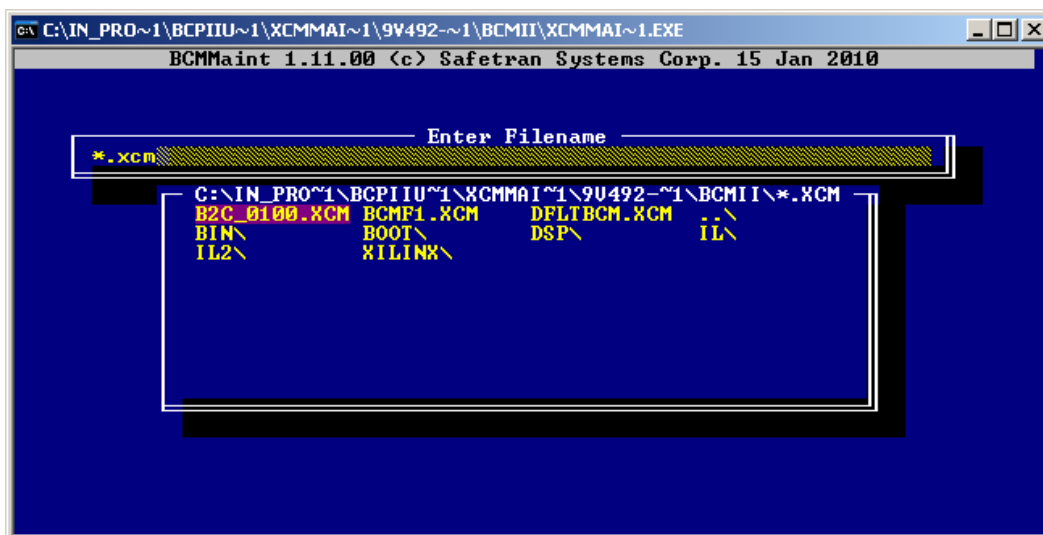 C:\IN_PRO~1\BCPIIU~1\XCMMAI~1\9V492-~1\BCMII\XCMMAI~1.EXE
BCMMaint 1.11.00 (c) Safetran Systems Corp. 15 Jan 2010
Enter Filename
*.xcm
C:\IN_PRO~1\BCPIIU~1\XCMMAI~1\9V492-~1\BCMII\*.XCM
B2C_0100.XCM BCMF1.XCM DFLTBCM.XCM ..\
BIN\ BOOT\ DSP\ IL\
IL2\ XILINX\